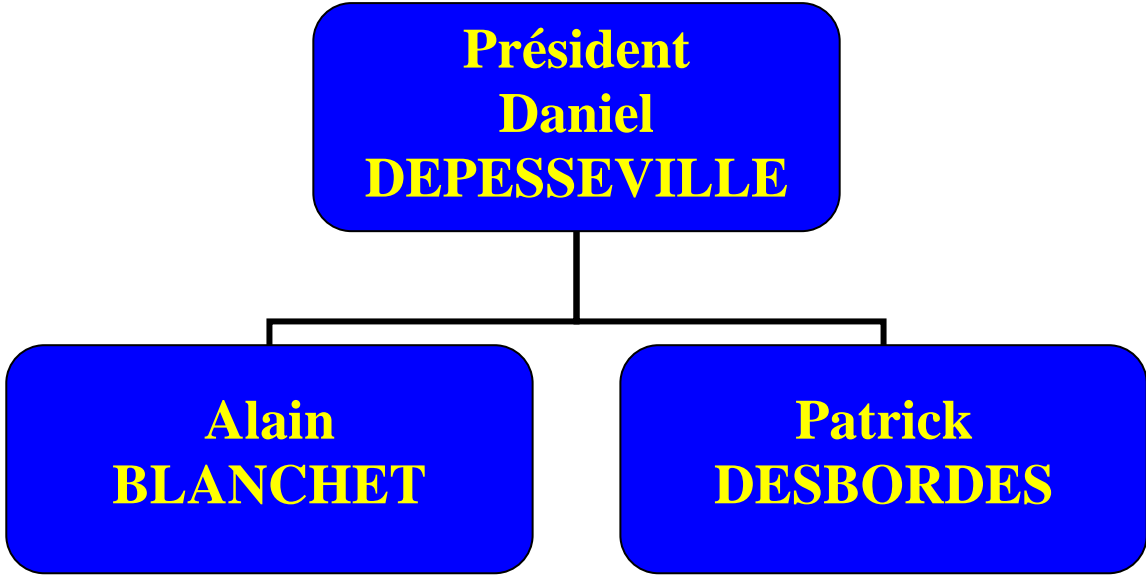 Président
Daniel
DEPESSEVILLE
Alain
BLANCHET
Patrick
DESBORDES